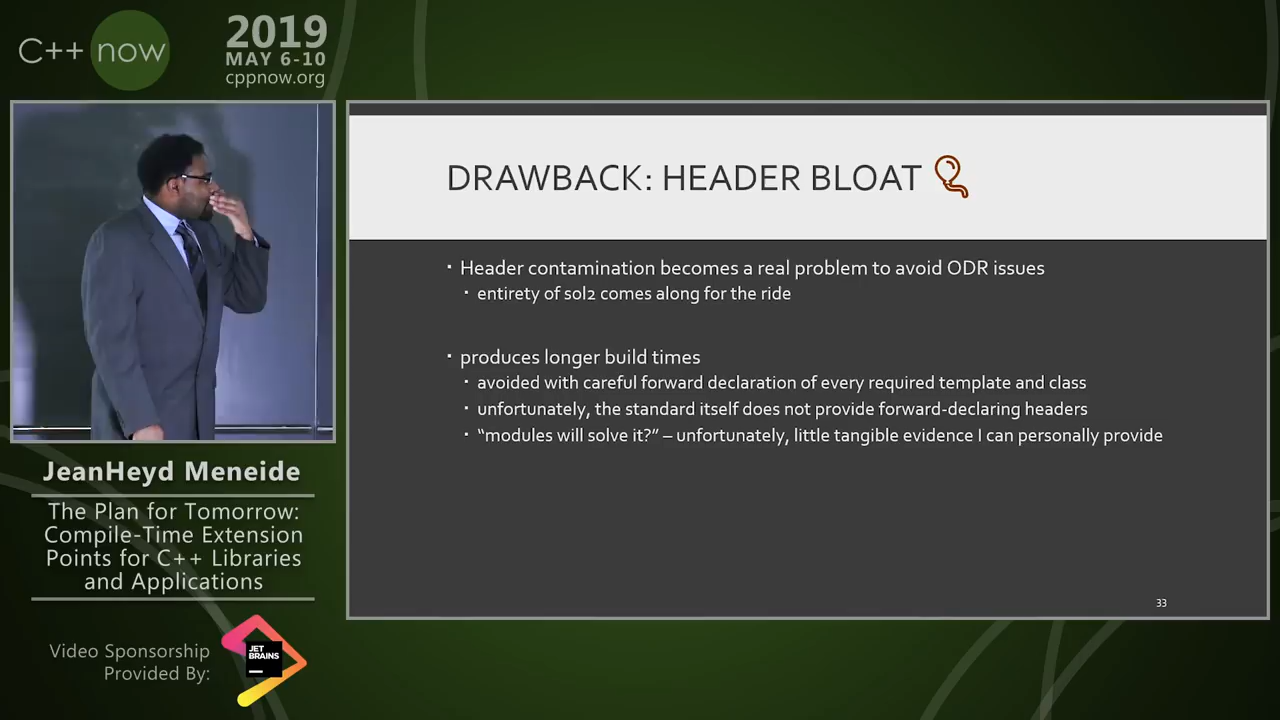 C++ now
2019
MAY 6-10
cppnow.org
DRAWBACK: HEADER BLOAT
Header contamination becomes a real problem to avoid ODR issues
entirety of sol2 comes along for the ride
produces longer build times
avoided with careful forward declaration of every required template and class
unfortunately, the standard itself does not provide forward-declaring headers
“modules will solve it?” – unfortunately, little tangible evidence I can personally provide
33
JeanHeyd Meneide
The Plan for Tomorrow:
Compile-Time Extension
Points for C++ Libraries
and Applications
Video Sponsorship
Provided By:
JET
BRAINS